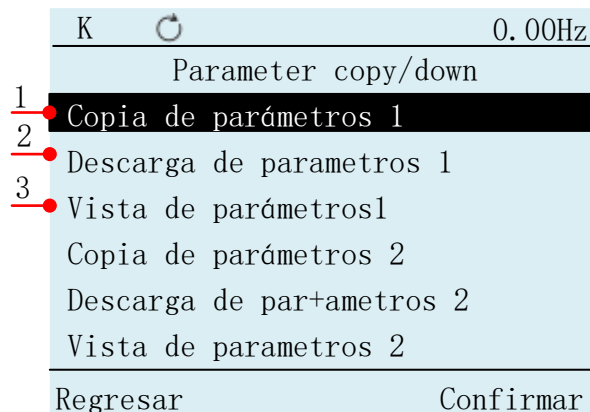 K 0.00Hz
Parameter copy/down
1
Copia de parámetros 1
2
Descarga de parametros 1
3
Vista de parámetros1
Copia de parámetros 2
Descarga de par+ametros 2
Vista de parametros 2
Regresar Confirmar